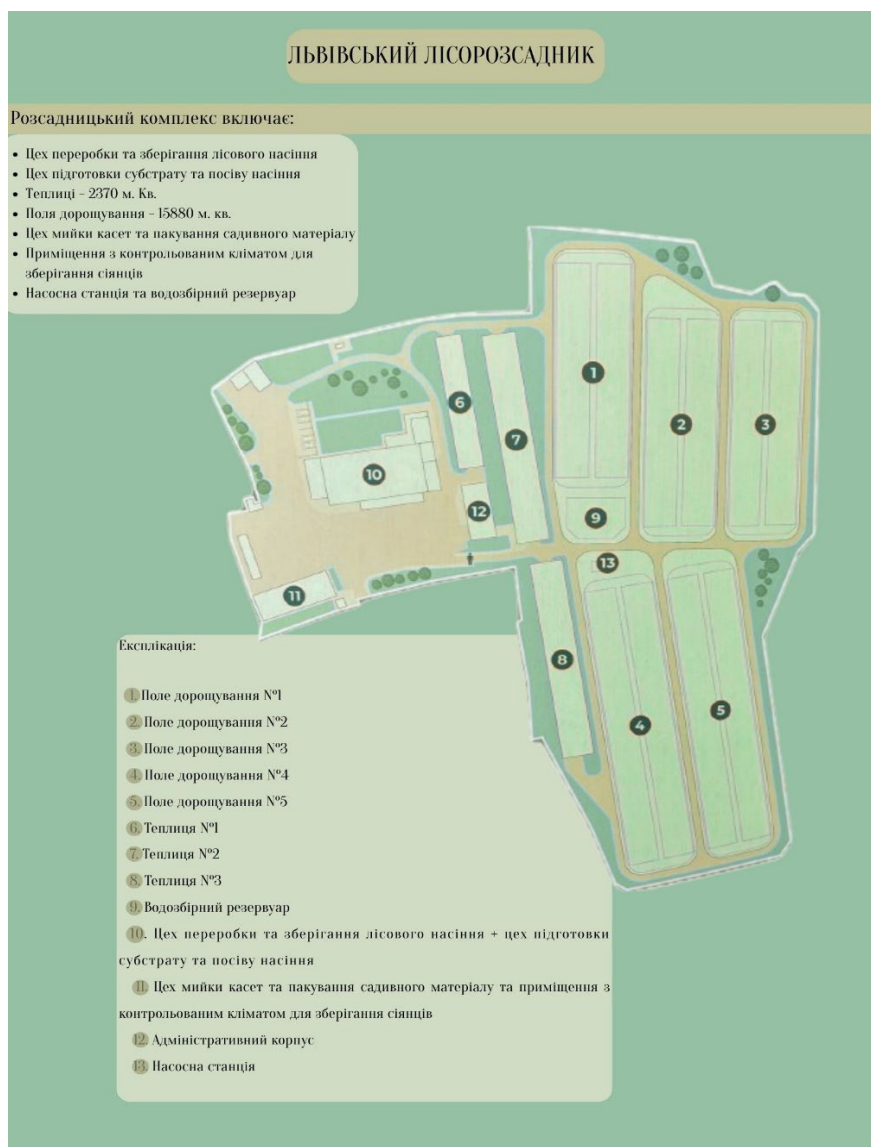 ЛЬВІВСЬКИЙ ЛІСОРОЗСАДНИК
Розсадницький комплекс включає:
• Цех переробки та зберігання лісового насіння
• Цех підготовки субстрату та посіву насіння
• Теплиці - 2370 м. Кв.
• Поля дорощування - 15880 м. кв.
• Цех мийки касет та пакування садивного матеріалу
• Приміщення з контрольованим кліматом для
зберігання сіянців
• Насосна станція та водозбірний резервуар
1
2
3
6
7
10
9
12
13
11
8
4
5
Експлікація:
1. Поле дорощування №1
2. Поле дорощування №2
3. Поле дорощування №3
4. Поле дорощування №4
5. Поле дорощування №5
6. Теплиця №1
7. Теплиця №2
8. Теплиця №3
9. Водозбірний резервуар
10. Цех переробки та зберігання лісового насіння + цех підготовки
субстрату та посіву насіння
11. Цех мийки касет та пакування садивного матеріалу та приміщення з
контрольованим кліматом для зберігання сіянців
12. Адміністративний корпус
13. Насосна станція